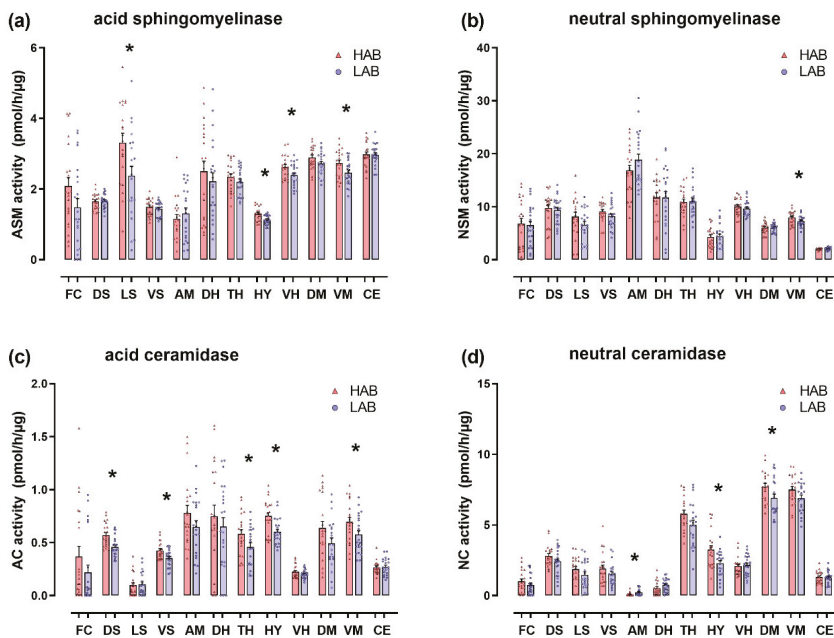 (a) acid sphingomyelinase
ASM activity (pmol/h/µg)
6
4
2
0
*
*
*
*
HAB
LAB
FC DS LS VS AM DH TH HY VH DM VM CE
(b) neutral sphingomyelinase
NSM activity (pmol/h/µg)
40
30
20
10
0
*
HAB
LAB
FC DS LS VS AM DH TH HY VH DM VM CE
(c) acid ceramidase
AC activity (pmol/h/µg)
2.0
1.5
1.0
0.5
0.0
*
*
*
*
*
HAB
LAB
FC DS LS VS AM DH TH HY VH DM VM CE
(d) neutral ceramidase
NC activity (pmol/h/µg)
15
10
5
0
*
*
*
HAB
LAB
FC DS LS VS AM DH TH HY VH DM VM CE